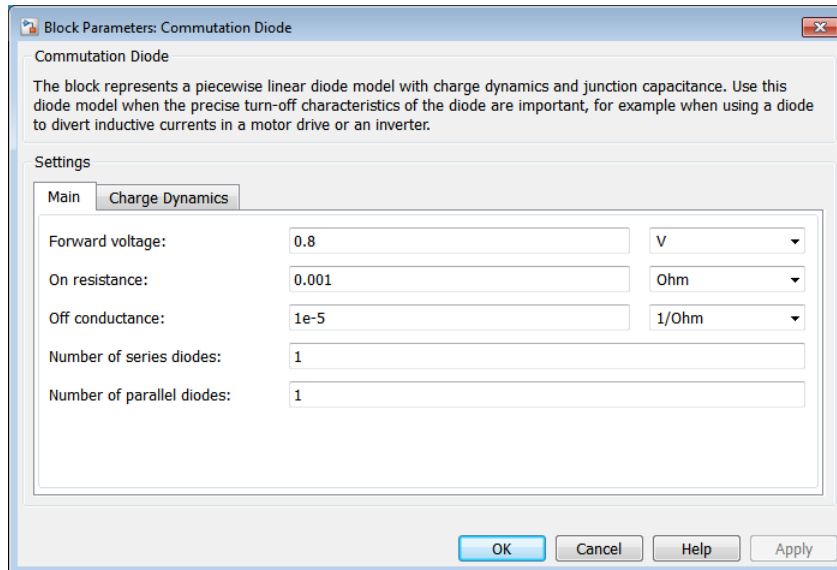 Block Parameters: Commutation Diode
Commutation Diode
The block represents a piecewise linear diode model with charge dynamics and junction capacitance. Use this
diode model when the precise turn-off characteristics of the diode are important, for example when using a diode
to divert inductive currents in a motor drive or an inverter.
Settings
Main Charge Dynamics
Forward voltage: 0.8 V
On resistance: 0.001 Ohm
Off conductance: 1e-5 1/Ohm
Number of series diodes: 1
Number of parallel diodes: 1
OK Cancel Help Apply